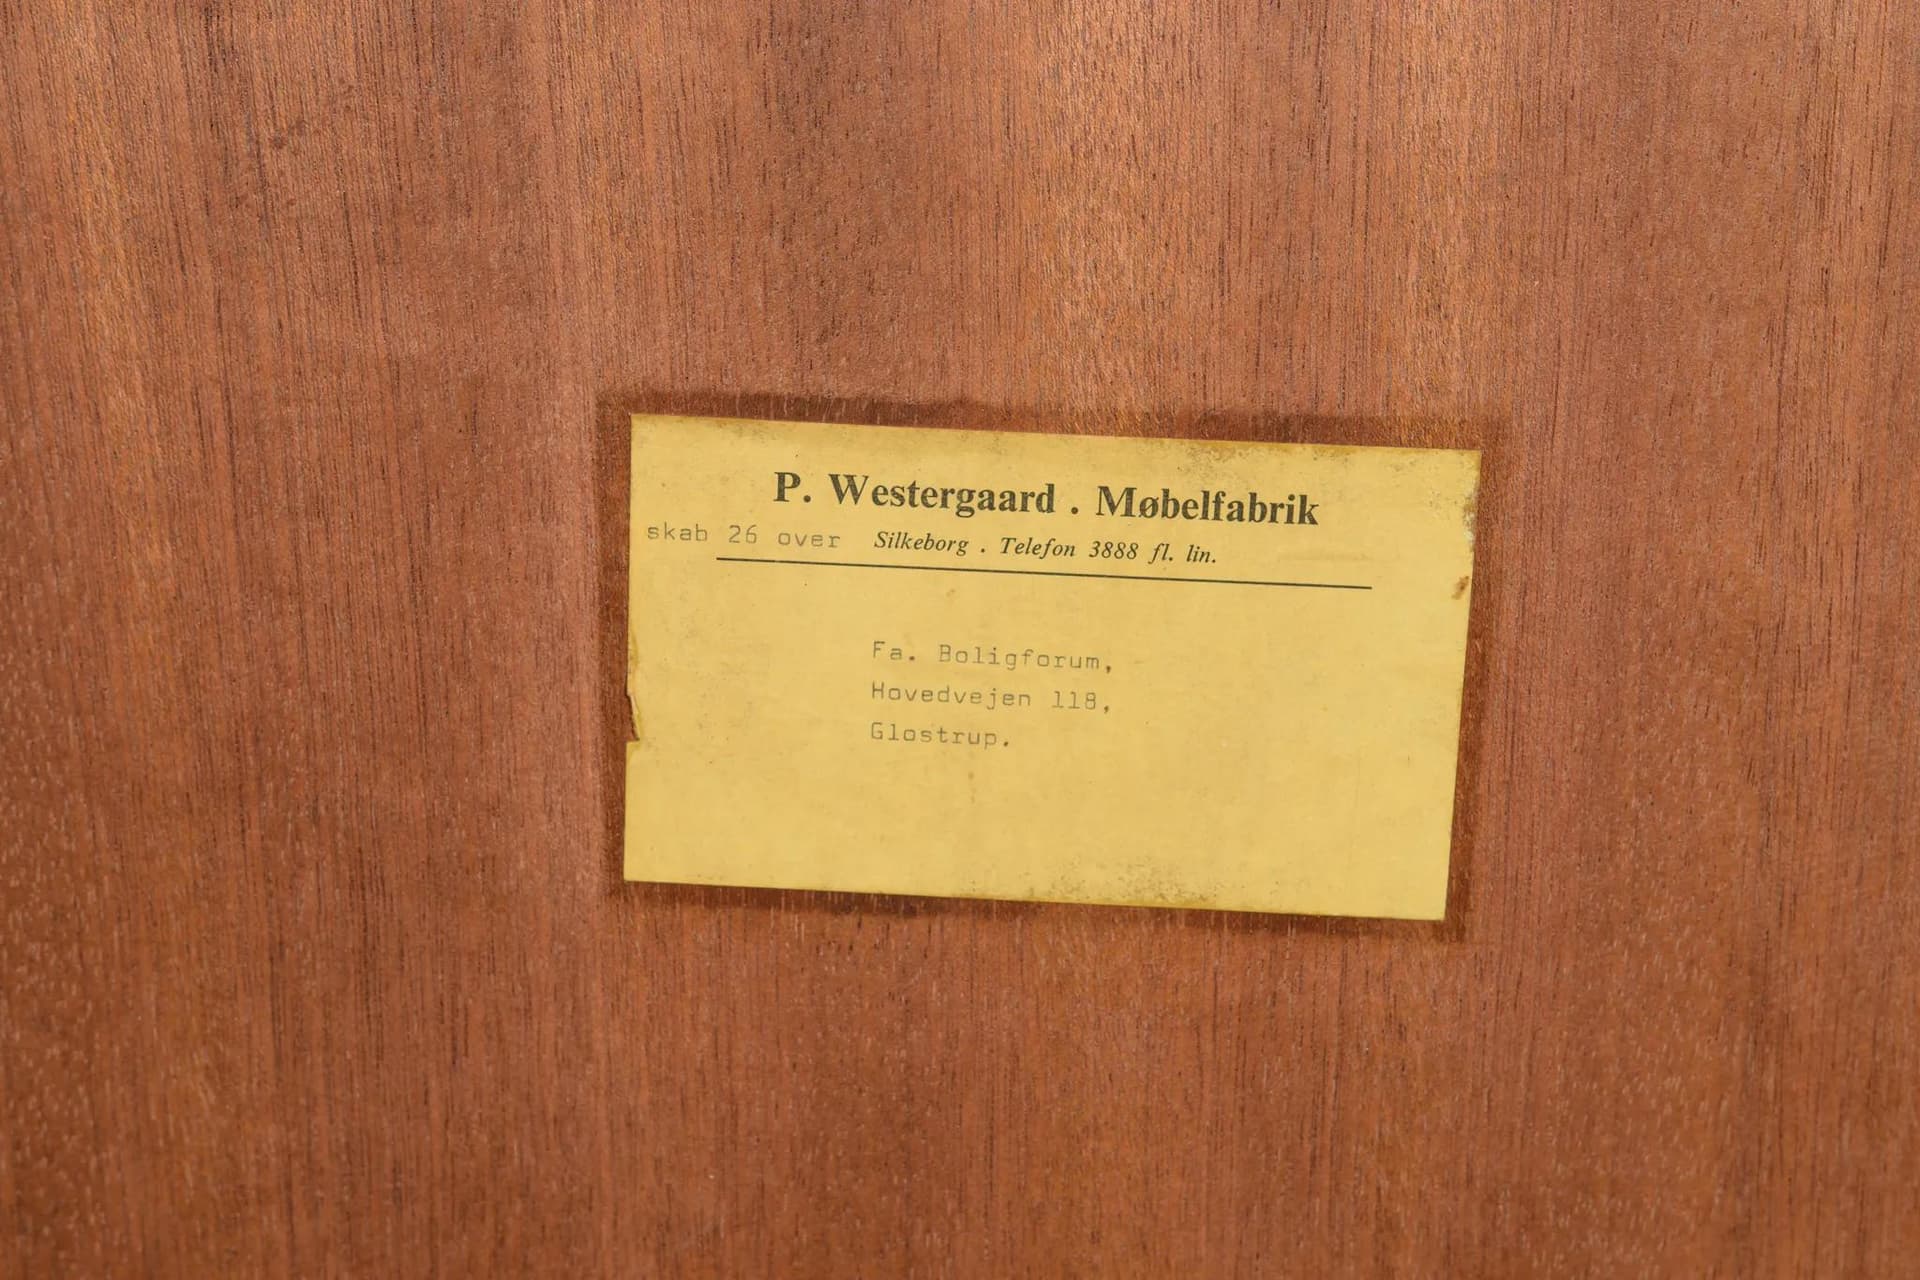 P. Westergaard . Møbelfabrik
skab 26 over Silkeborg . Telefon 3888 fl. lin.
Fa. Boligforum,
Hovedvejen 118,
Glostrup.